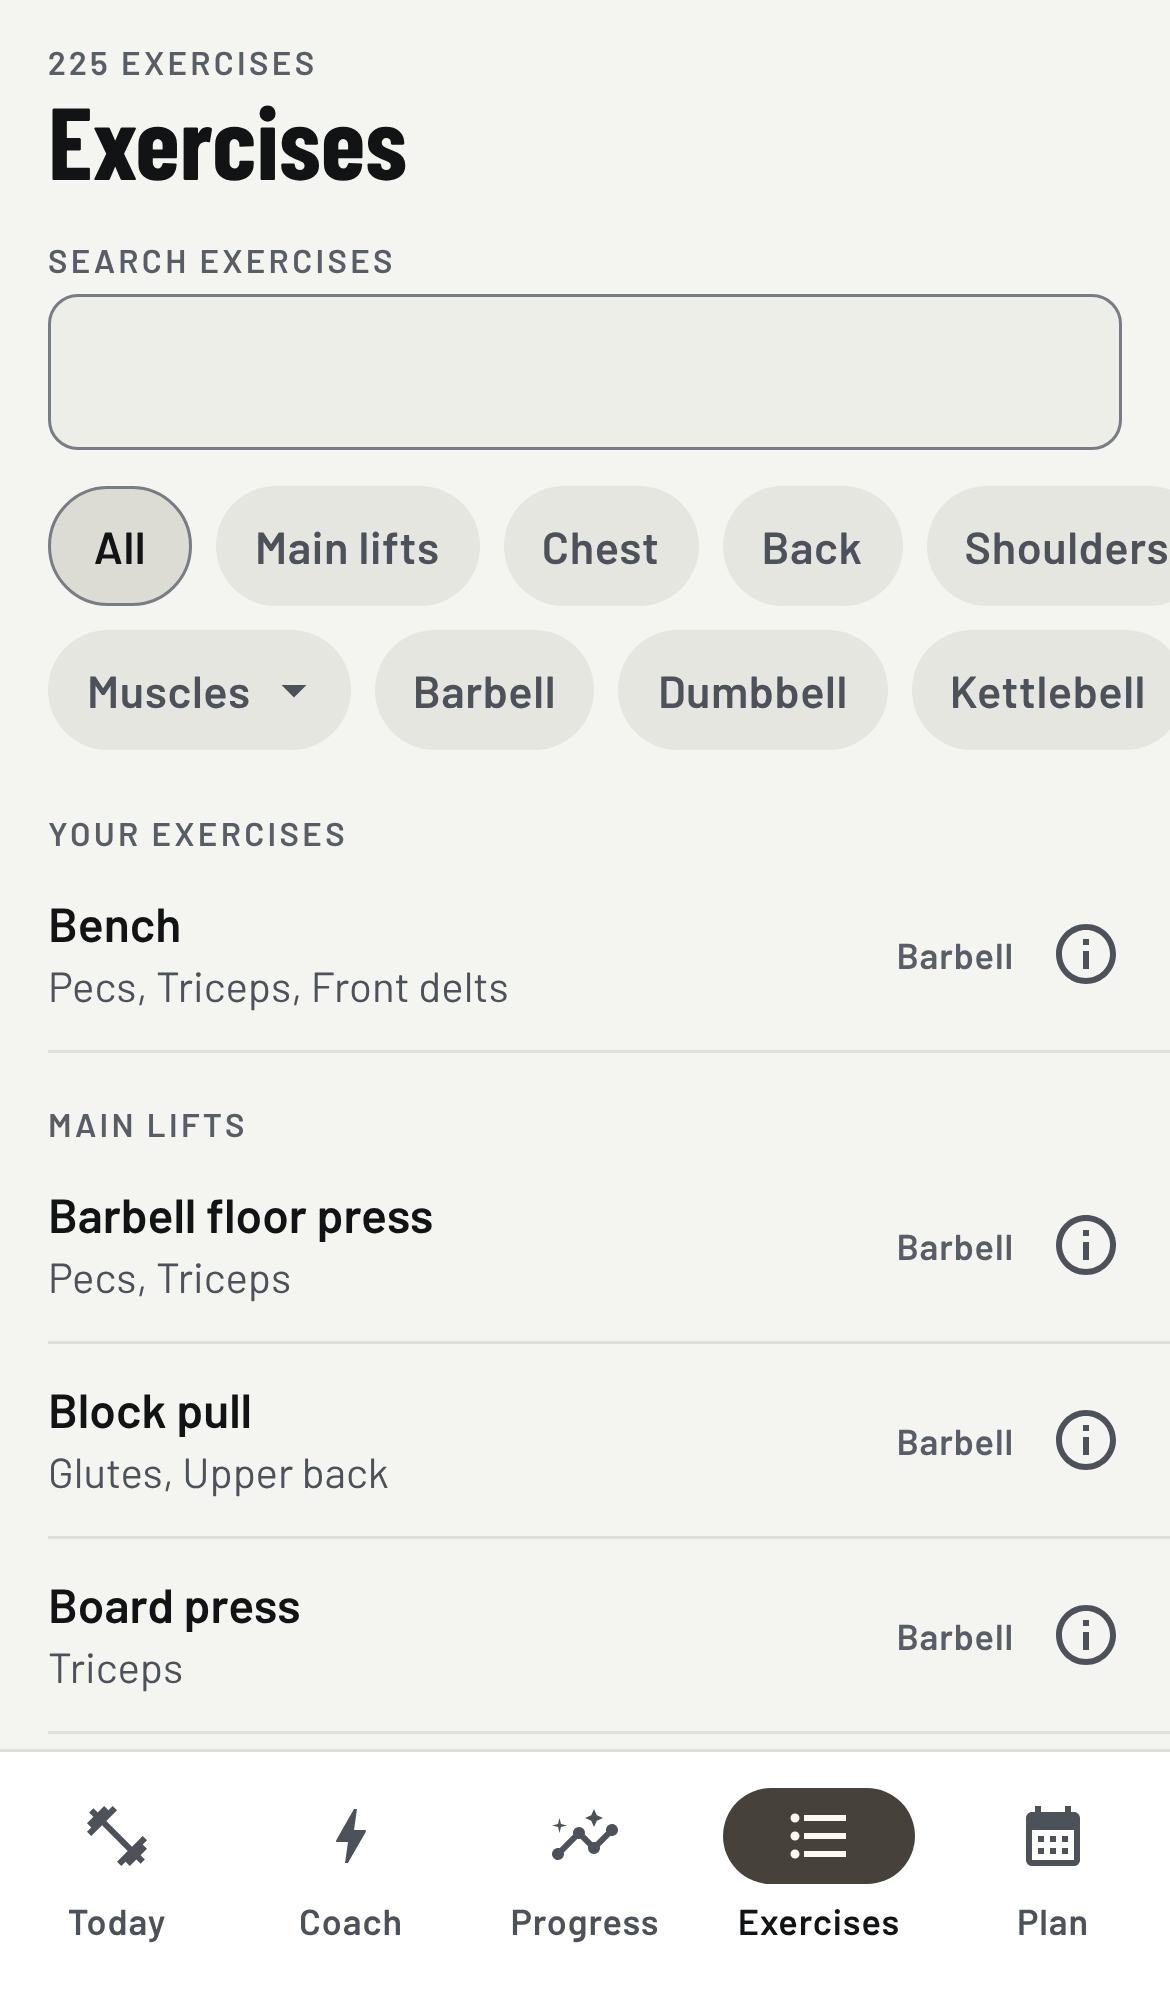 225 EXERCISES
Exercises
SEARCH EXERCISES
All Main lifts Chest Back Shoulders
Muscles Barbell Dumbbell Kettlebell
YOUR EXERCISES
Bench
Pecs, Triceps, Front delts
Barbell
MAIN LIFTS
Barbell floor press
Pecs, Triceps
Barbell
Block pull
Glutes, Upper back
Barbell
Board press
Triceps
Barbell
Today Coach Progress Exercises Plan